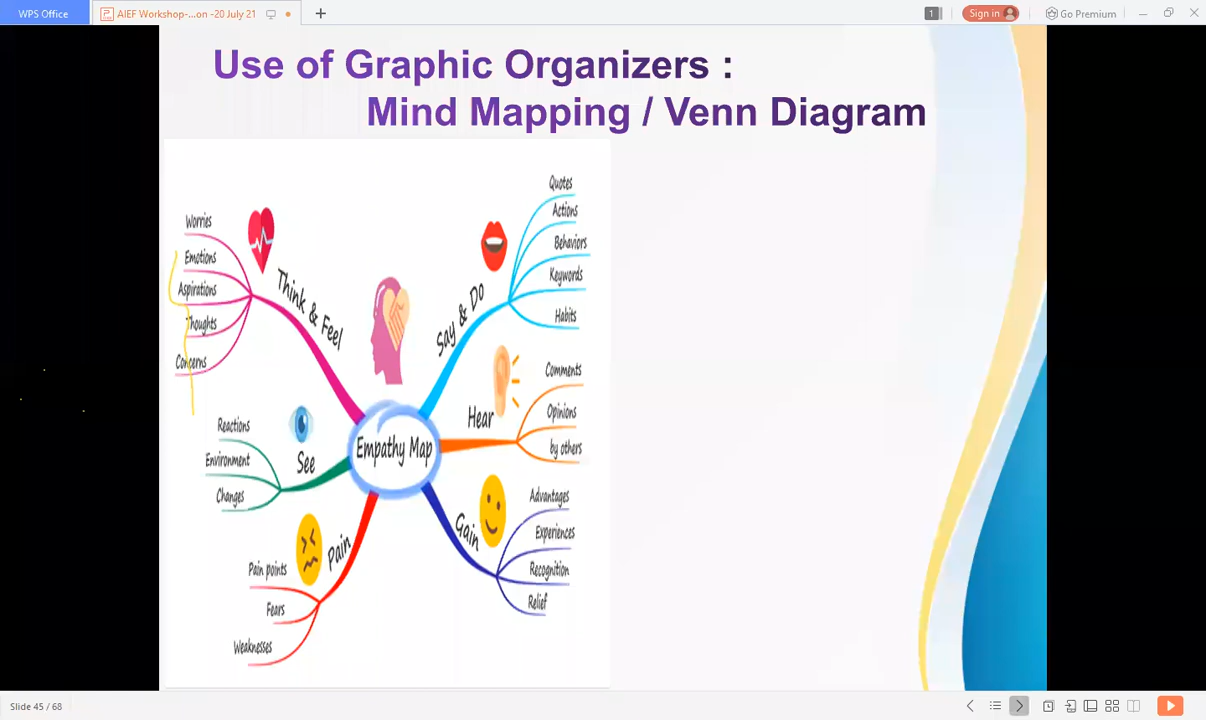 WPS Office
AIEF Workshop-...on -20 July 21
1
Sign in
Go Premium
Use of Graphic Organizers :
Mind Mapping / Venn Diagram
Worries
Emotions
Aspirations
Thoughts
Concerns
Think & Feel
Quotes
Actions
Behaviors
Keywords
Habits
Say & Do
Comments
Opinions
by others
Hear
Reactions
Environment
Changes
See
Empathy Map
Advantages
Experiences
Recognition
Relief
Gain
Pain points
Fears
Weaknesses
Pain
Slide 45 / 68